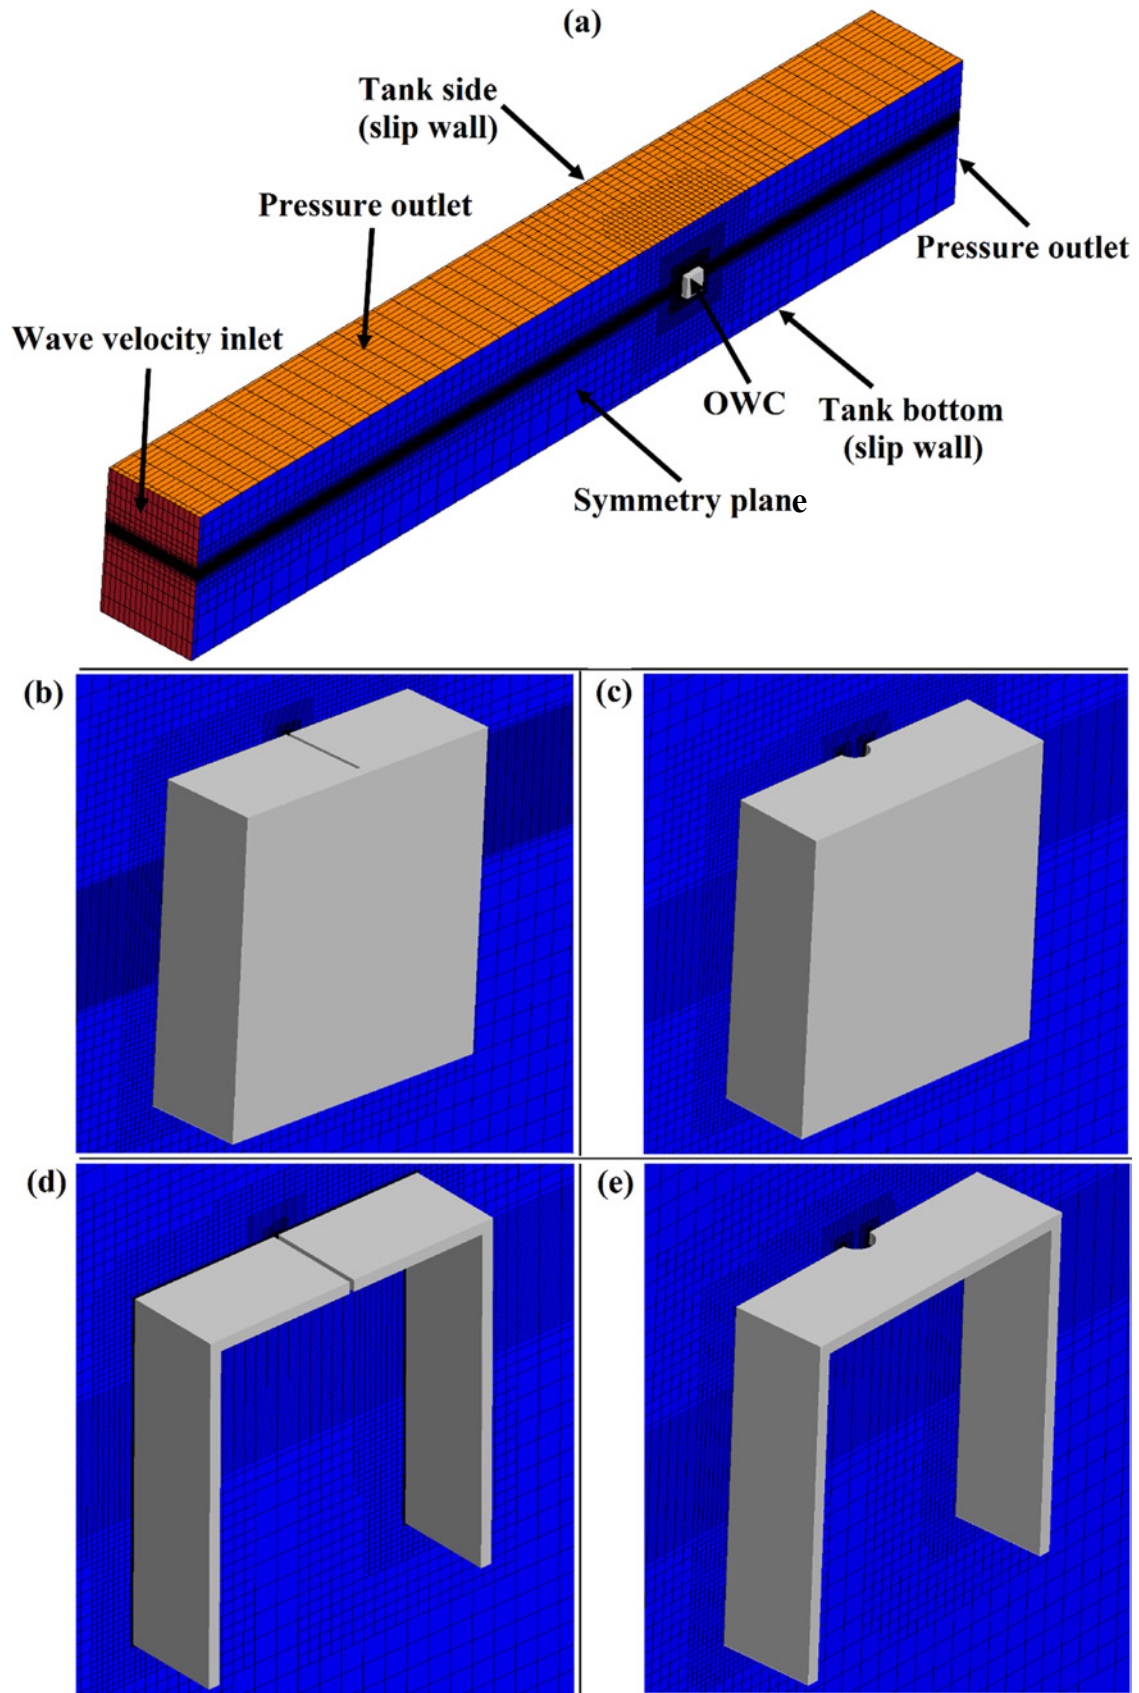 (a)
Tank side
(slip wall)
Pressure outlet
Pressure outlet
Wave velocity inlet
OWC
Tank bottom
(slip wall)
Symmetry plane
(b)
(c)
(d)
(e)